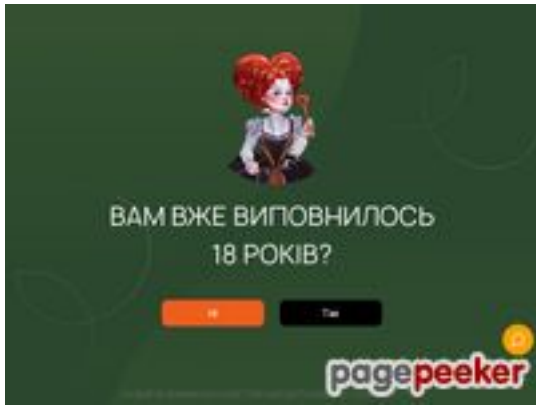 ВАМ ВЖЕ ВИПОВНИЛОСЬ
18 РОКІВ?
Ні
Так
pagepeeker